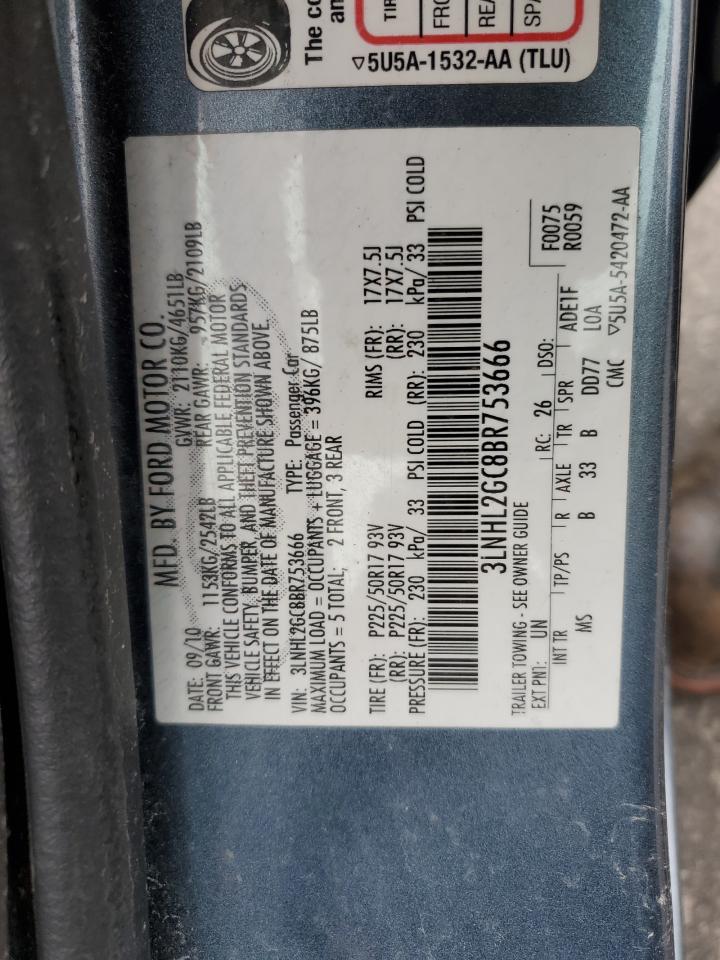 The co
an
TIR
FRO
REA
SPA
▽5U5A-1532-AA (TLU)
MFD. BY FORD MOTOR CO.
DATE: 09/10 GVWR: 2110KG/4651LB
FRONT GAWR: 1153KG/2542LB REAR GAWR: 957KG/2109LB
THIS VEHICLE CONFORMS TO ALL APPLICABLE FEDERAL MOTOR
VEHICLE SAFETY, BUMPER, AND THEFT PREVENTION STANDARDS
IN EFFECT ON THE DATE OF MANUFACTURE SHOWN ABOVE.
VIN: 3LNHL2GC8BR753666 TYPE: Passenger Car
MAXIMUM LOAD = OCCUPANTS + LUGGAGE = 396KG/ 875LB
OCCUPANTS = 5 TOTAL; 2 FRONT, 3 REAR
TIRE (FR): P225/50R17 93V RIMS (FR): 17X7.5J
(RR): P225/50R17 93V (RR): 17X7.5J
PRESSURE (FR): 230 kPa/ 33 PSI COLD (RR): 230 kPa/ 33 PSI COLD
3LNHL2GC8BR753666
TRAILER TOWING - SEE OWNER GUIDE F0075
EXT PNT: UN RC: 26 DSO: R0059
INT TR TP/PS R AXLE TR SPR ADE1F
MS B 33 B DD77 LOA
CMC ▽5U5A-5420472-AA